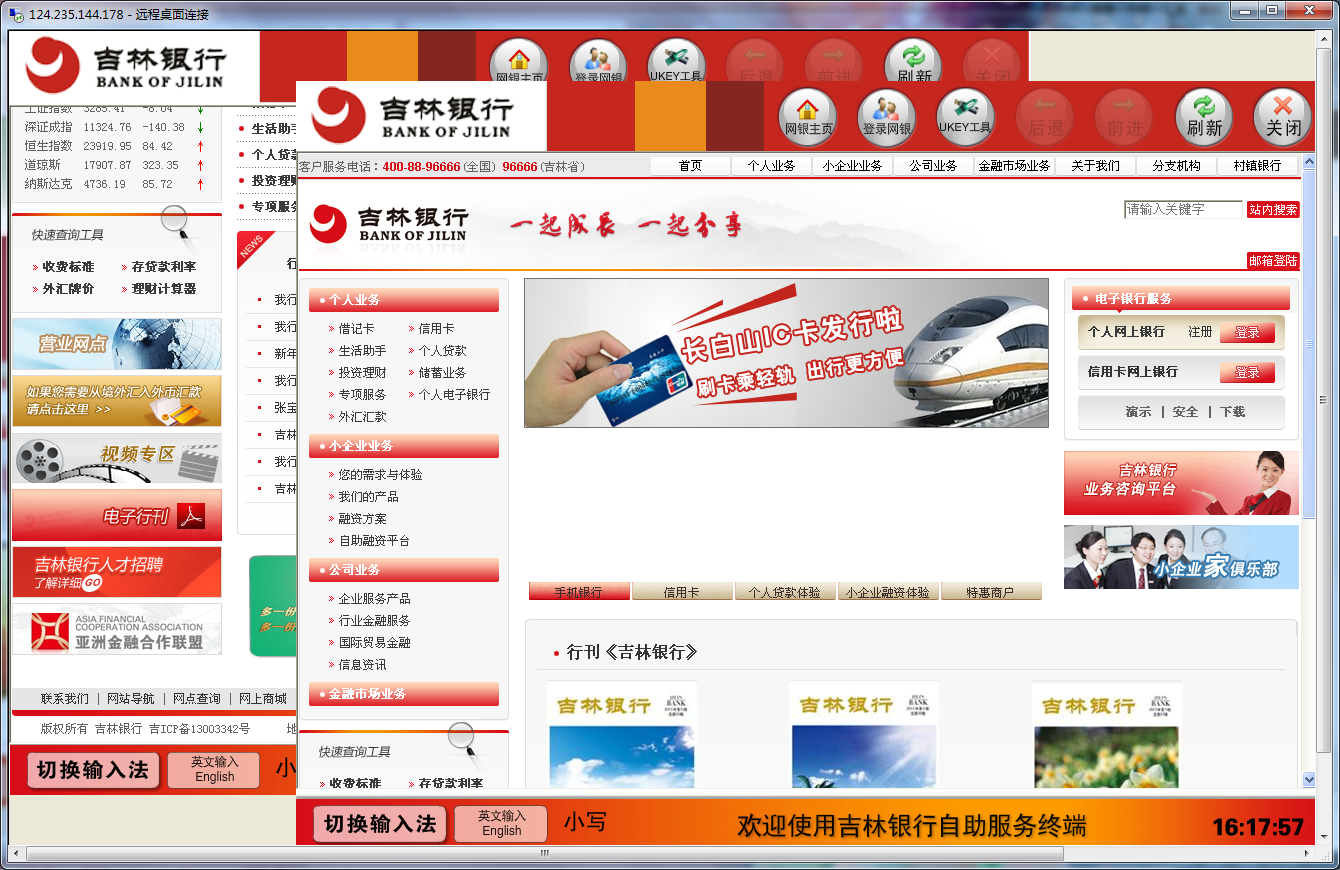 124.235.144.178 - 远程桌面连接
吉林银行
BANK OF JILIN
网银主页
登录网银
UKEY工具
后退
前进
刷新
关闭
上证指数 3285.41 -8.04 ↓
深证成指 11324.76 -140.38 ↓
恒生指数 23919.95 84.42 ↑
道琼斯 17907.87 323.35 ↑
纳斯达克 4736.19 85.72 ↑
快速查询工具
» 收费标准 » 存贷款利率
» 外汇牌价 » 理财计算器
营业网点
如果您需要从境外汇入外币汇款
请点击这里 >>
视频专区
电子行刊
吉林银行人才招聘
了解详细GO
ASIA FINANCIAL
COOPERATION ASSOCIATION
亚洲金融合作联盟
联系我们 | 网站导航 | 网点查询 | 网上商城
版权所有 吉林银行 吉ICP备13003342号 地
切换输入法
英文输入
English
小
生活助手
个人贷款
投资理财
专项服务
NEWS
行
我行
我行
新年
我行
张宝
吉林
我行
吉林
多一份
多一份
吉林银行
BANK OF JILIN
网银主页
登录网银
UKEY工具
后退
前进
刷新
关闭
客户服务电话：400-88-96666(全国) 96666(吉林省)
首页 个人业务 小企业业务 公司业务 金融市场业务 关于我们 分支机构 村镇银行
吉林银行
BANK OF JILIN
一起成长 一起分享
请输入关键字 站内搜索
邮箱登陆
个人业务
» 借记卡 » 信用卡
» 生活助手 » 个人贷款
» 投资理财 » 储蓄业务
» 专项服务 » 个人电子银行
» 外汇汇款
小企业业务
» 您的需求与体验
» 我们的产品
» 融资方案
» 自助融资平台
公司业务
» 企业服务产品
» 行业金融服务
» 国际贸易金融
» 信息资讯
金融市场业务
快速查询工具
» 收费标准 » 存贷款利率
长白山IC卡发行啦
刷卡乘轻轨 出行更方便
手机银行 信用卡 个人贷款体验 小企业融资体验 特惠商户
行刊《吉林银行》
吉林银行 JILIN BANK
吉林银行 JILIN BANK
吉林银行 JILIN BANK
电子银行服务
个人网上银行 注册 登录
信用卡网上银行 登录
演示 | 安全 | 下载
吉林银行
业务咨询平台
小企业家俱乐部
切换输入法
英文输入
English
小写
欢迎使用吉林银行自助服务终端
16:17:57